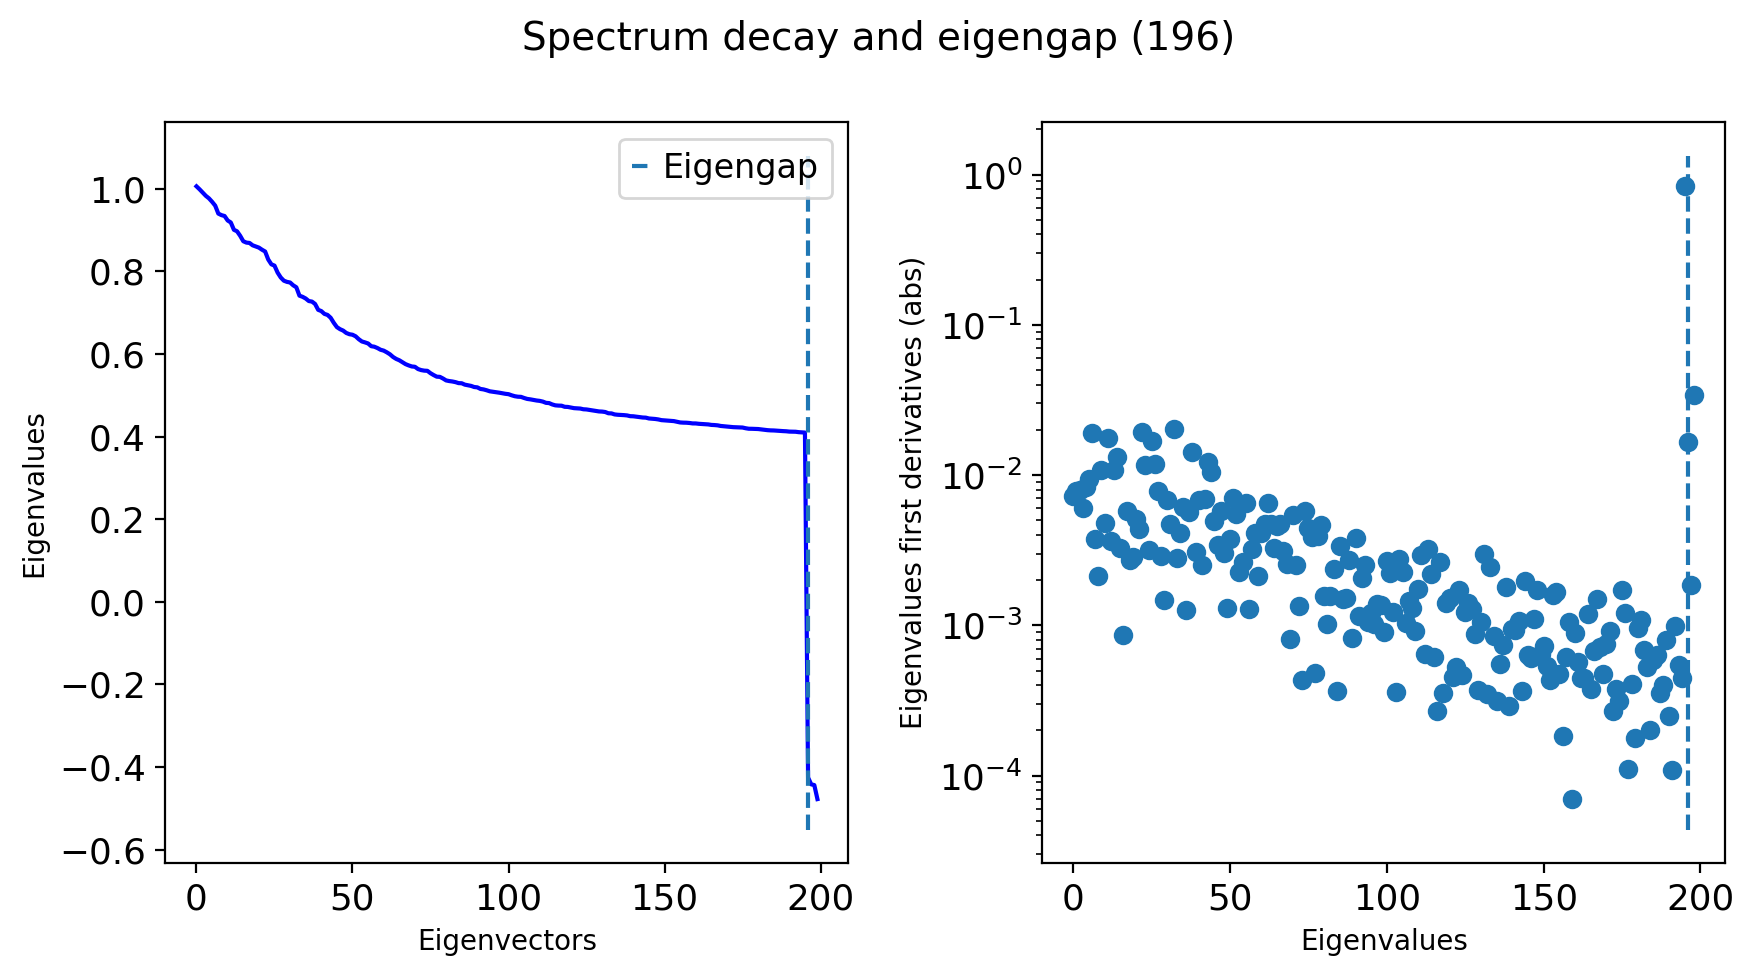 Spectrum decay and eigengap (196)
Eigengap
Eigenvalues
1.0
0.8
0.6
0.4
0.2
0.0
−0.2
−0.4
−0.6
0 50 100 150 200
Eigenvectors
Eigenvalues first derivatives (abs)
10⁰
10⁻¹
10⁻²
10⁻³
10⁻⁴
0 50 100 150 200
Eigenvalues